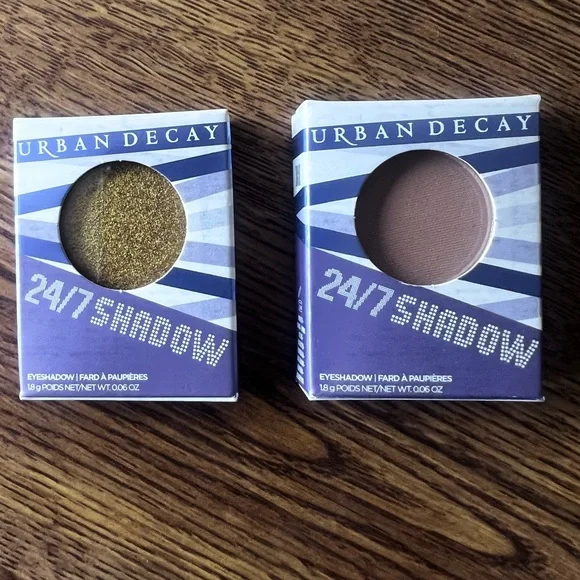 URBAN DECAY
24/7 SHADOW
EYESHADOW | FARD À PAUPIÈRES
1.8 g POIDS NET/NET WT. 0.06 OZ
URBAN DECAY
24/7 SHADOW
EYESHADOW | FARD À PAUPIÈRES
1.8 g POIDS NET/NET WT. 0.06 OZ